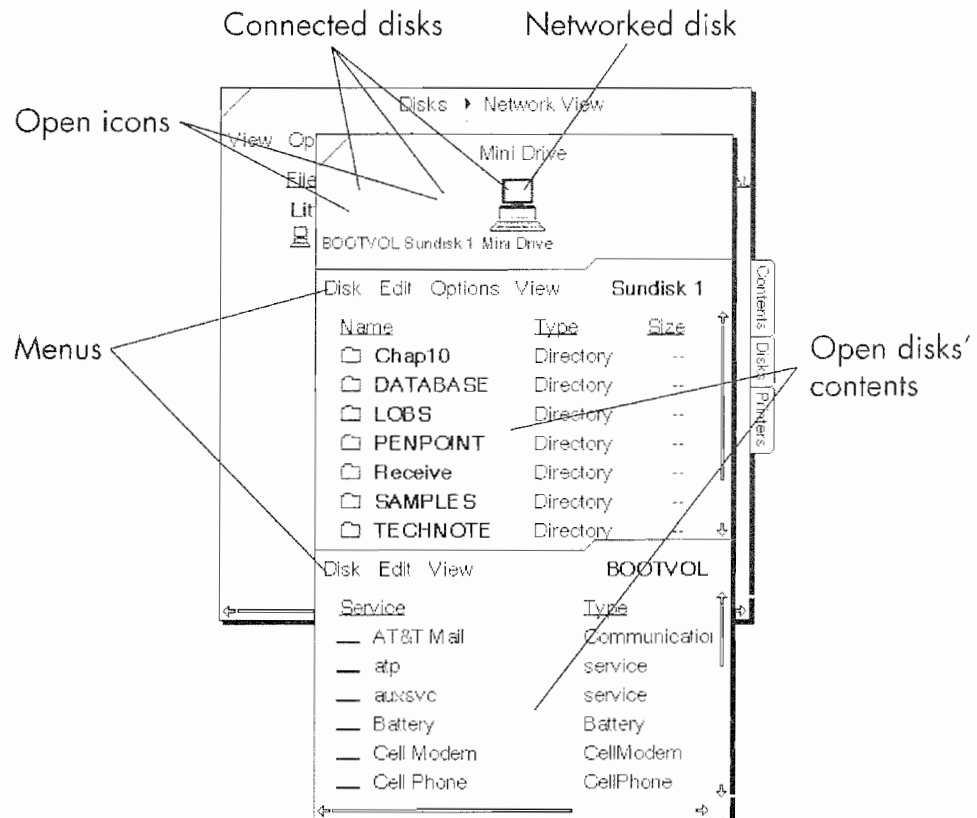 Connected disks Networked disk
Disks ▸ Network View
Open icons
View Op
Mini Drive
File
Lit
BOOTVOL Sundisk 1 Mini Drive
Disk Edit Options View Sundisk 1
Contents
Disks
Printers
Name Type Size
Menus
Chap10 Directory --
Open disks'
contents
DATABASE Directory --
LOBS Directory --
PENPOINT Directory --
Receive Directory --
SAMPLES Directory --
TECHNOTE Directory --
Disk Edit View BOOTVOL
Service Type
AT&T Mail Communication
atp service
auxsvc service
Battery Battery
Cell Modem CellModem
Cell Phone CellPhone